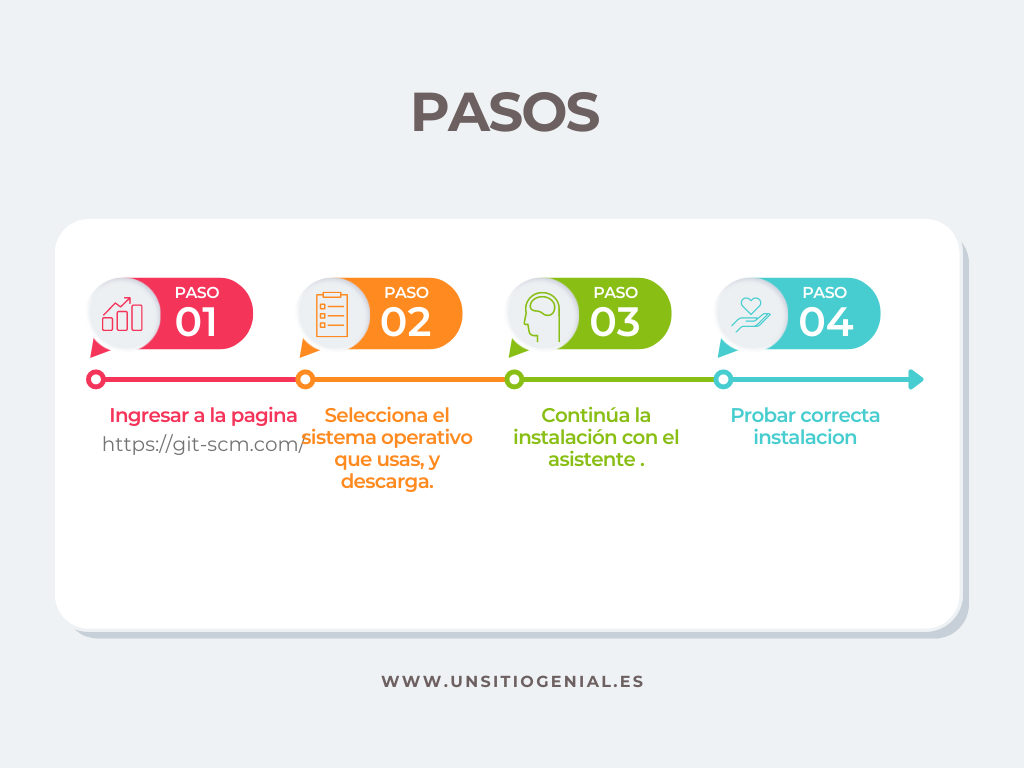 PASOS
PASO
01
PASO
02
PASO
03
PASO
04
Ingresar a la pagina
https://git-scm.com/
Selecciona el
sistema operativo
que usas, y
descarga.
Continúa la
instalación con el
asistente .
Probar correcta
instalacion
WWW.UNSITIOGENIAL.ES